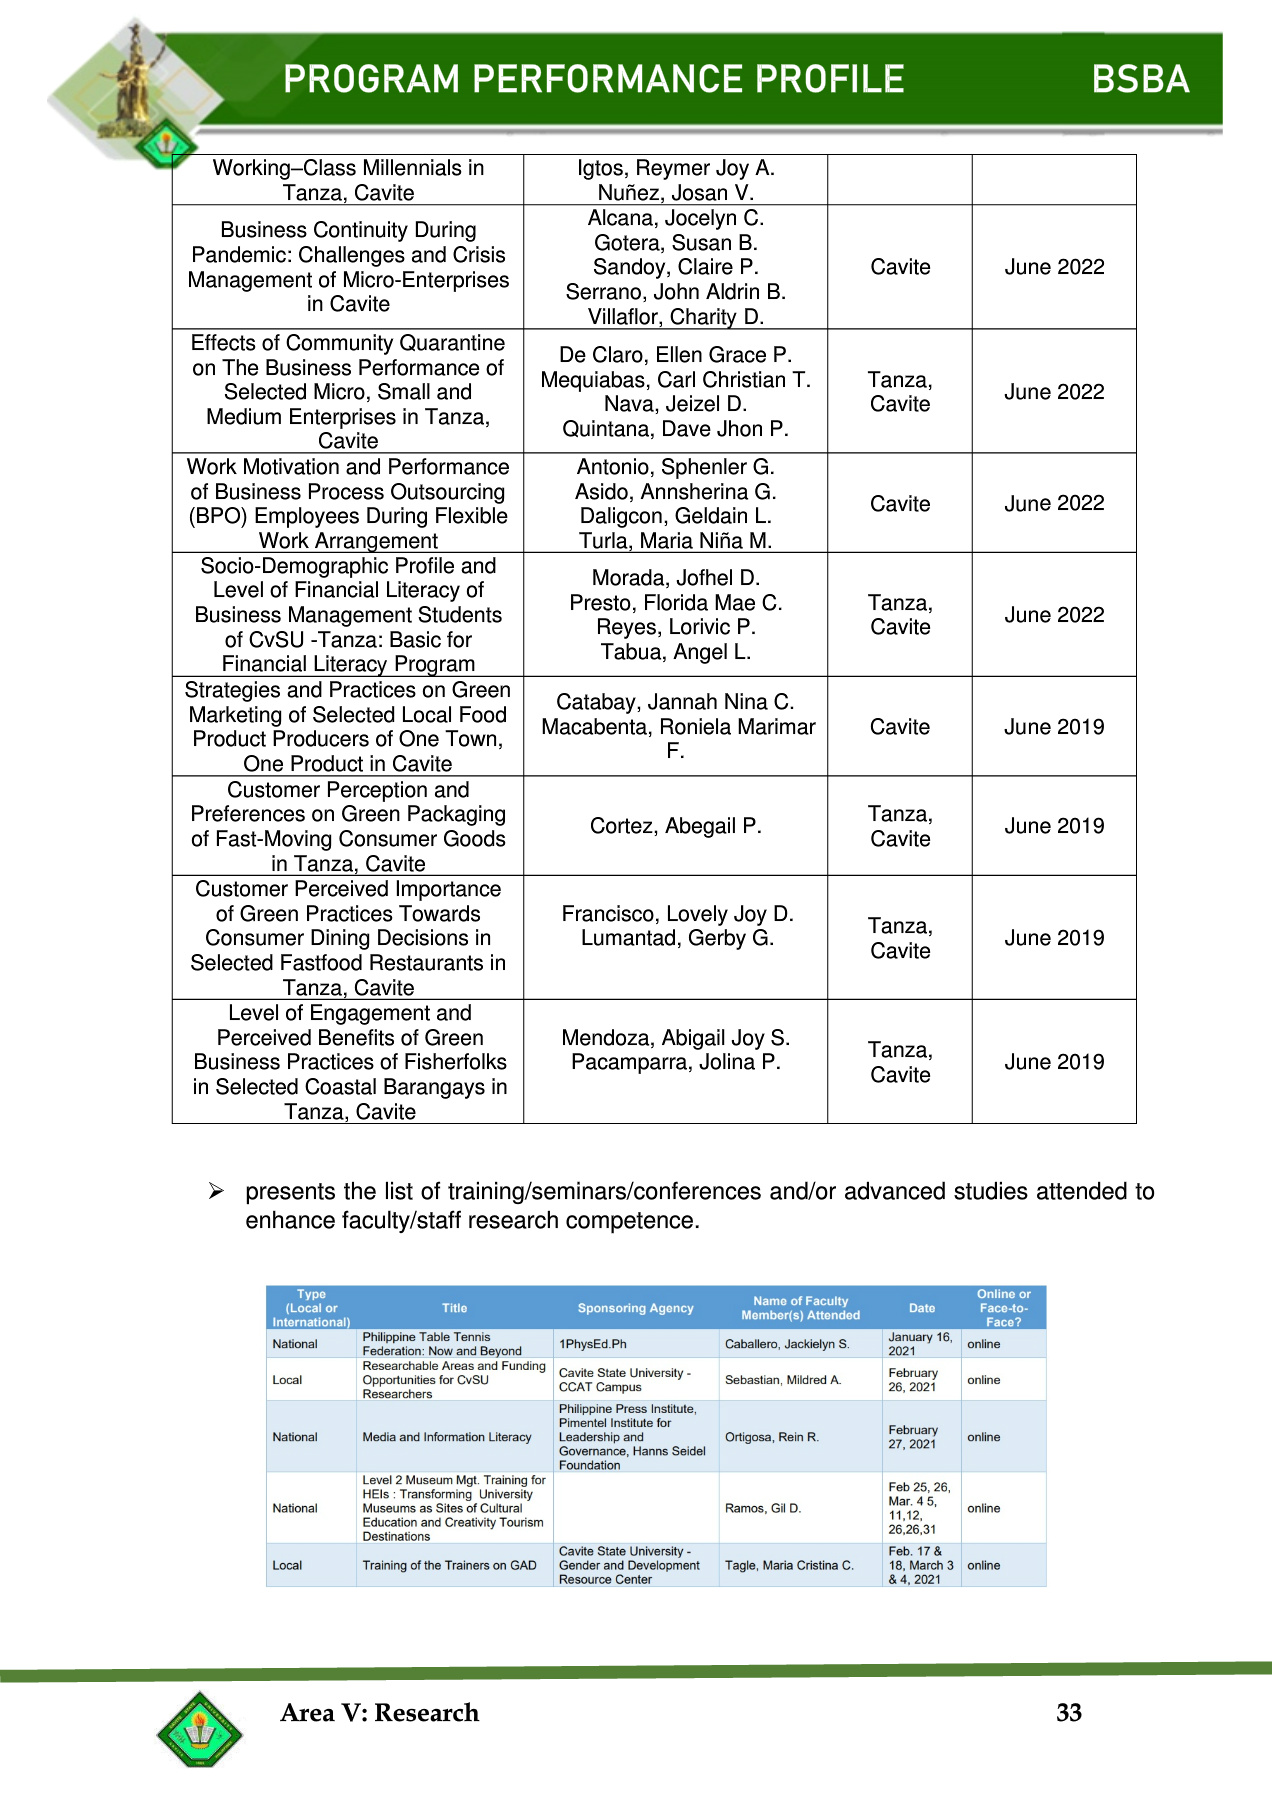 PROGRAM PERFORMANCE PROFILE BSBA
Working–Class Millennials in
Tanza, Cavite
Igtos, Reymer Joy A.
Nuñez, Josan V.
Business Continuity During
Pandemic: Challenges and Crisis
Management of Micro-Enterprises
in Cavite
Alcana, Jocelyn C.
Gotera, Susan B.
Sandoy, Claire P.
Serrano, John Aldrin B.
Villaflor, Charity D.
Cavite
June 2022
Effects of Community Quarantine
on The Business Performance of
Selected Micro, Small and
Medium Enterprises in Tanza,
Cavite
De Claro, Ellen Grace P.
Mequiabas, Carl Christian T.
Nava, Jeizel D.
Quintana, Dave Jhon P.
Tanza,
Cavite
June 2022
Work Motivation and Performance
of Business Process Outsourcing
(BPO) Employees During Flexible
Work Arrangement
Antonio, Sphenler G.
Asido, Annsherina G.
Daligcon, Geldain L.
Turla, Maria Niña M.
Cavite
June 2022
Socio-Demographic Profile and
Level of Financial Literacy of
Business Management Students
of CvSU -Tanza: Basic for
Financial Literacy Program
Morada, Jofhel D.
Presto, Florida Mae C.
Reyes, Lorivic P.
Tabua, Angel L.
Tanza,
Cavite
June 2022
Strategies and Practices on Green
Marketing of Selected Local Food
Product Producers of One Town,
One Product in Cavite
Catabay, Jannah Nina C.
Macabenta, Roniela Marimar
F.
Cavite
June 2019
Customer Perception and
Preferences on Green Packaging
of Fast-Moving Consumer Goods
in Tanza, Cavite
Cortez, Abegail P.
Tanza,
Cavite
June 2019
Customer Perceived Importance
of Green Practices Towards
Consumer Dining Decisions in
Selected Fastfood Restaurants in
Tanza, Cavite
Francisco, Lovely Joy D.
Lumantad, Gerby G.
Tanza,
Cavite
June 2019
Level of Engagement and
Perceived Benefits of Green
Business Practices of Fisherfolks
in Selected Coastal Barangays in
Tanza, Cavite
Mendoza, Abigail Joy S.
Pacamparra, Jolina P.
Tanza,
Cavite
June 2019
➢ presents the list of training/seminars/conferences and/or advanced studies attended to
enhance faculty/staff research competence.
Type
(Local or
International)
Title
Sponsoring Agency
Name of Faculty
Member(s) Attended
Date
Online or
Face-to-
Face?
National
Philippine Table Tennis
Federation: Now and Beyond
1PhysEd.Ph
Caballero, Jackielyn S.
January 16,
2021
online
Local
Researchable Areas and Funding
Opportunities for CvSU
Researchers
Cavite State University -
CCAT Campus
Sebastian, Mildred A.
February
26, 2021
online
National
Media and Information Literacy
Philippine Press Institute,
Pimentel Institute for
Leadership and
Governance, Hanns Seidel
Foundation
Ortigosa, Rein R.
February
27, 2021
online
National
Level 2 Museum Mgt. Training for
HEIs : Transforming University
Museums as Sites of Cultural
Education and Creativity Tourism
Destinations
Ramos, Gil D.
Feb 25, 26,
Mar. 4 5,
11,12,
26,26,31
online
Local
Training of the Trainers on GAD
Cavite State University -
Gender and Development
Resource Center
Tagle, Maria Cristina C.
Feb. 17 &
18, March 3
& 4, 2021
online
Area V: Research 33